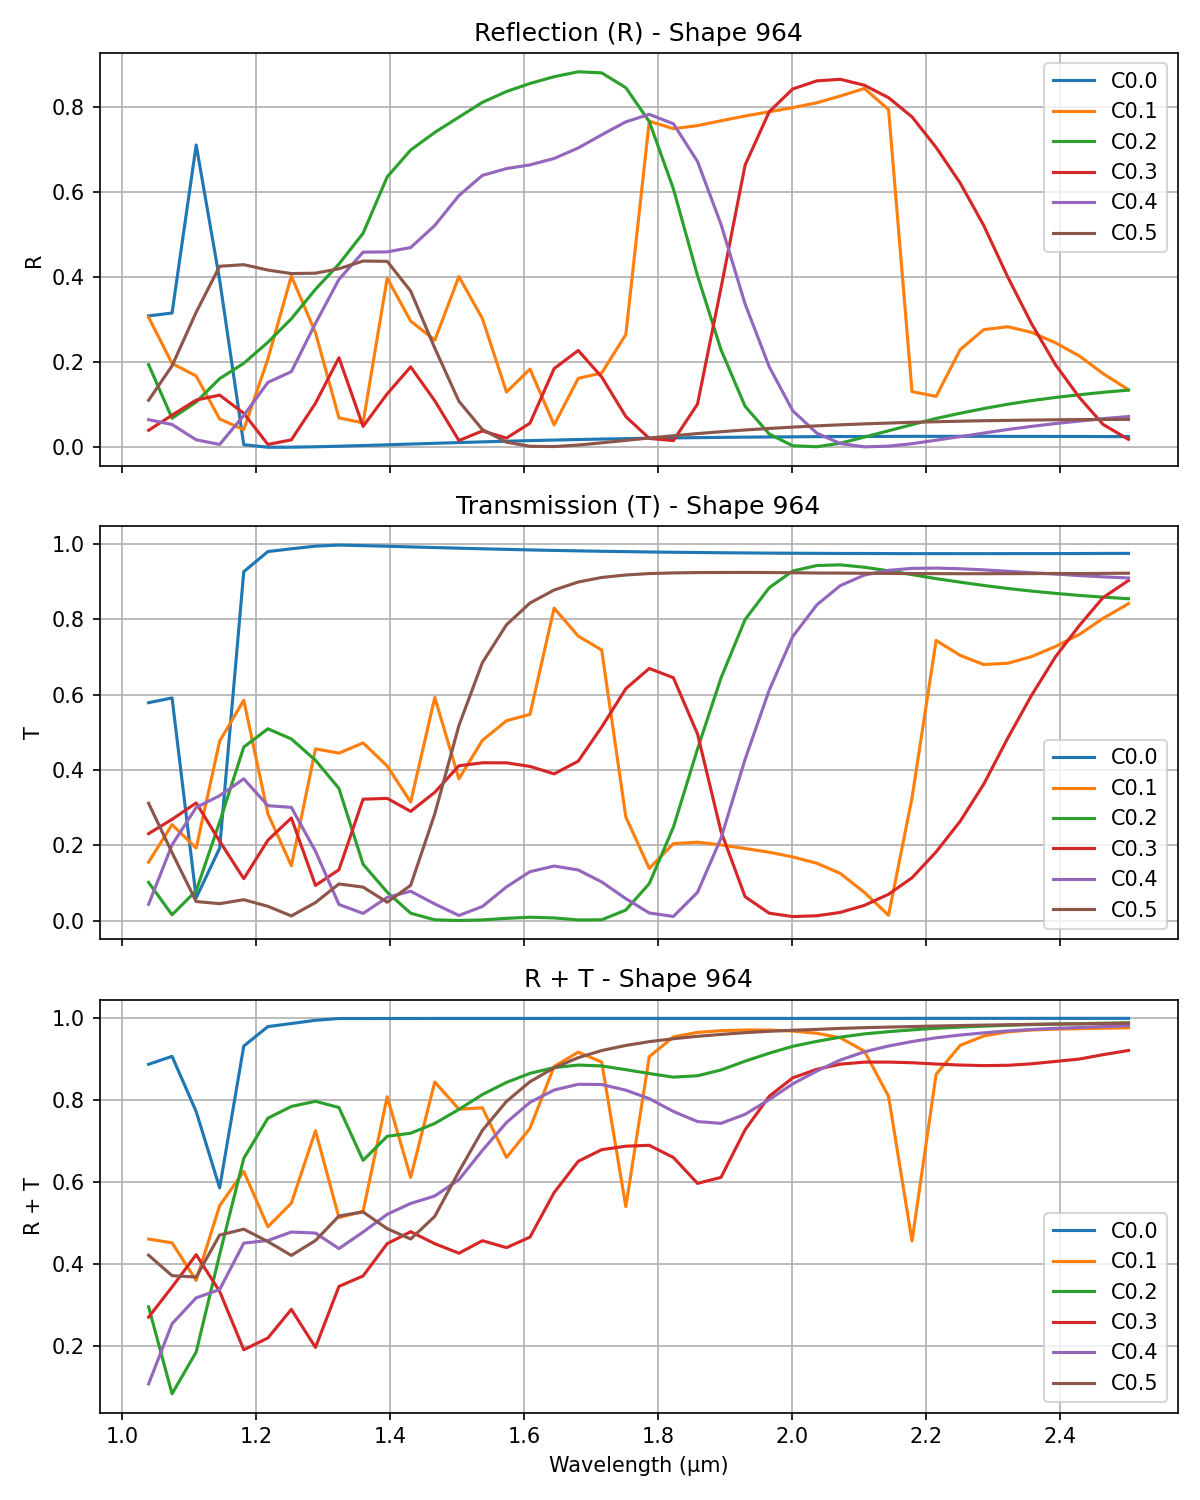 Reflection (R) - Shape 964
0.8
0.6
0.4
0.2
0.0
R
C0.0
C0.1
C0.2
C0.3
C0.4
C0.5
Transmission (T) - Shape 964
1.0
0.8
0.6
0.4
0.2
0.0
T
C0.0
C0.1
C0.2
C0.3
C0.4
C0.5
R + T - Shape 964
1.0
0.8
0.6
0.4
0.2
R + T
C0.0
C0.1
C0.2
C0.3
C0.4
C0.5
1.0 1.2 1.4 1.6 1.8 2.0 2.2 2.4
Wavelength (μm)